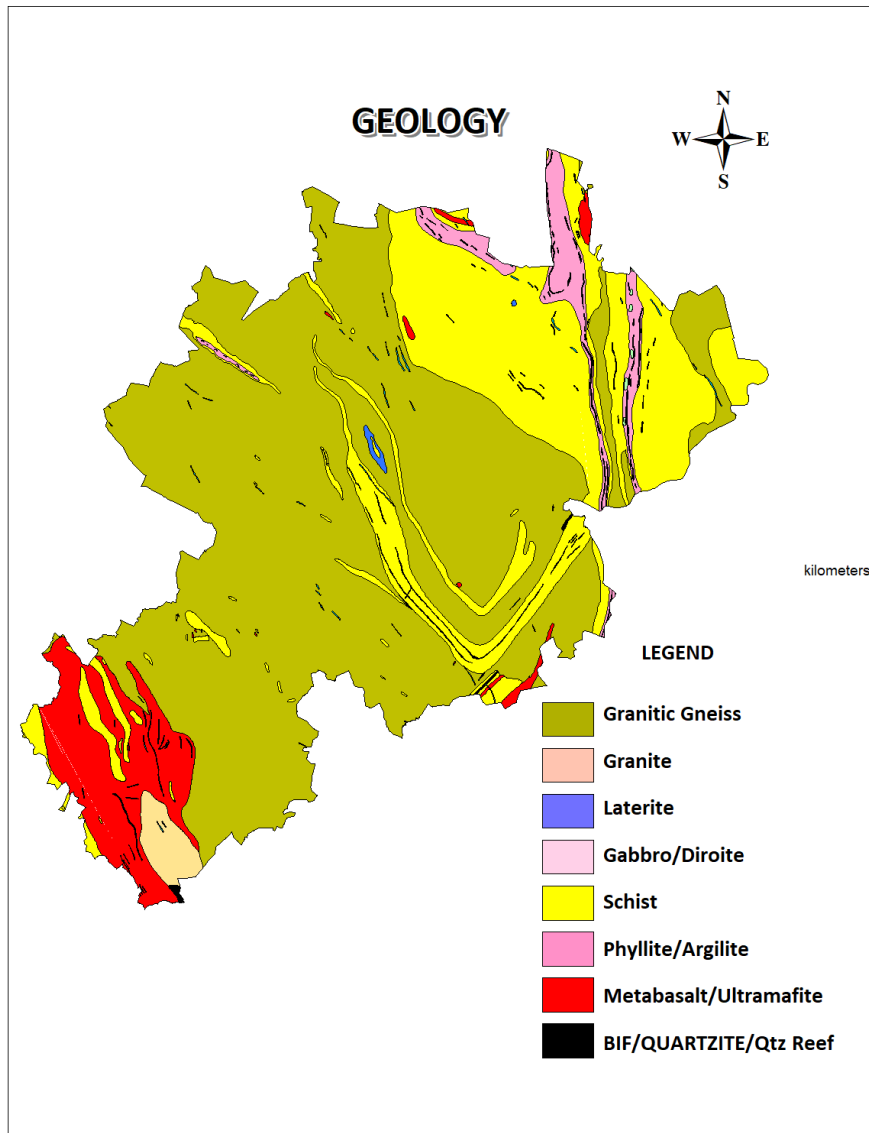 GEOLOGY
N
W E
S
kilometers
LEGEND
Granitic Gneiss
Granite
Laterite
Gabbro/Diroite
Schist
Phyllite/Argilite
Metabasalt/Ultramafite
BIF/QUARTZITE/Qtz Reef